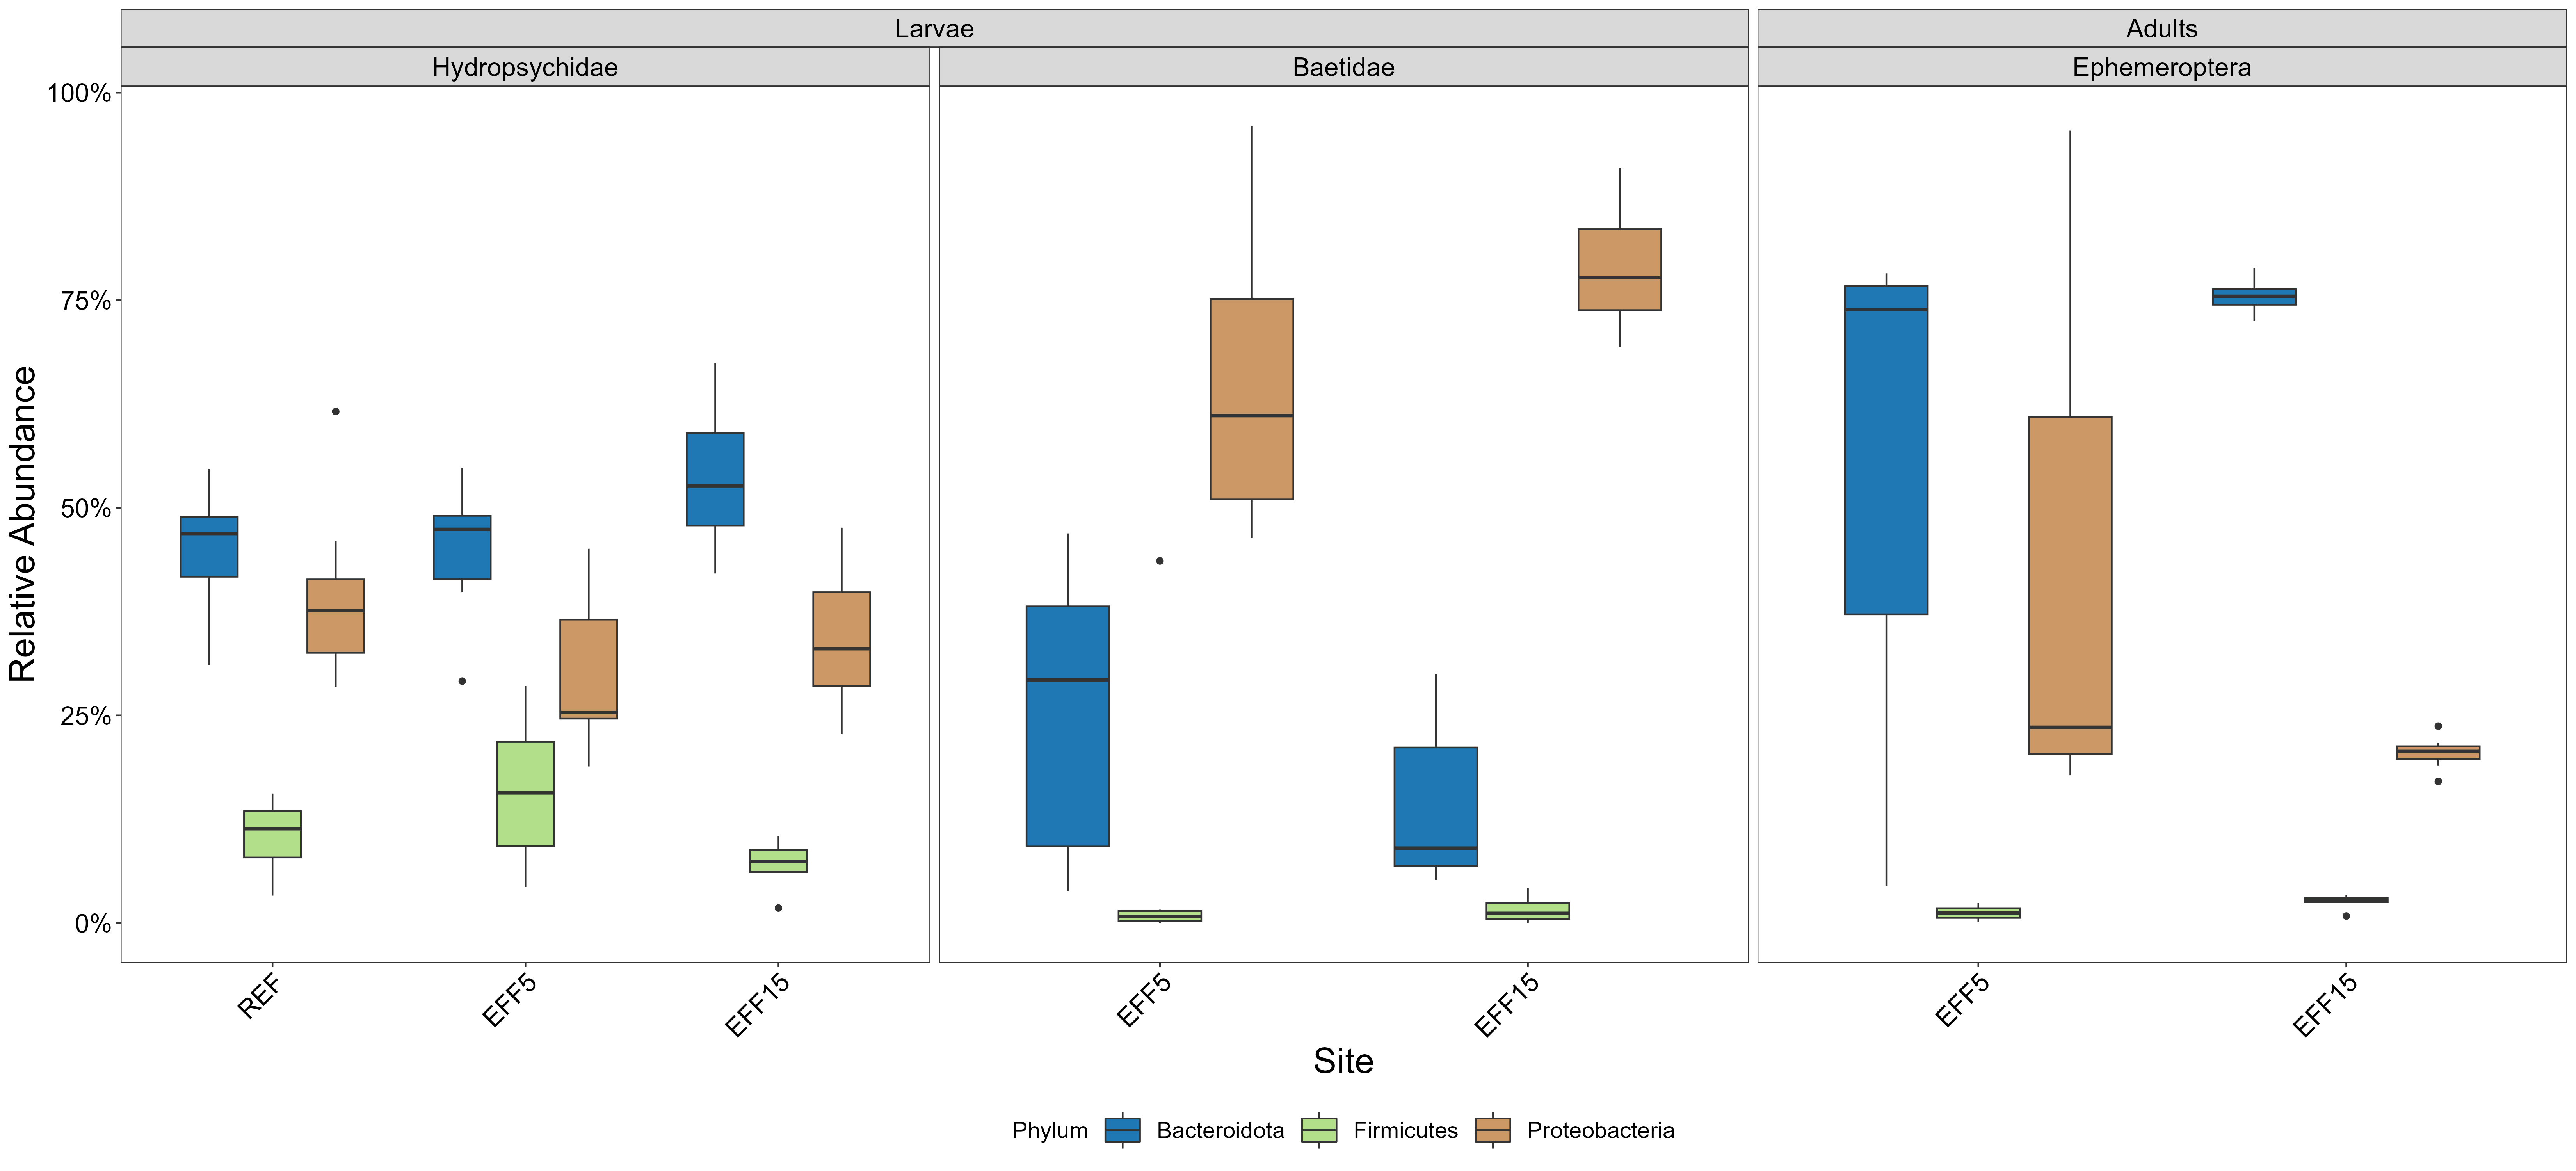 Larvae
Adults
Hydropsychidae
Baetidae
Ephemeroptera
Relative Abundance
100%
75%
50%
25%
0%
REF
EFF5
EFF15
EFF5
EFF15
EFF5
EFF15
Site
Phylum Bacteroidota Firmicutes Proteobacteria